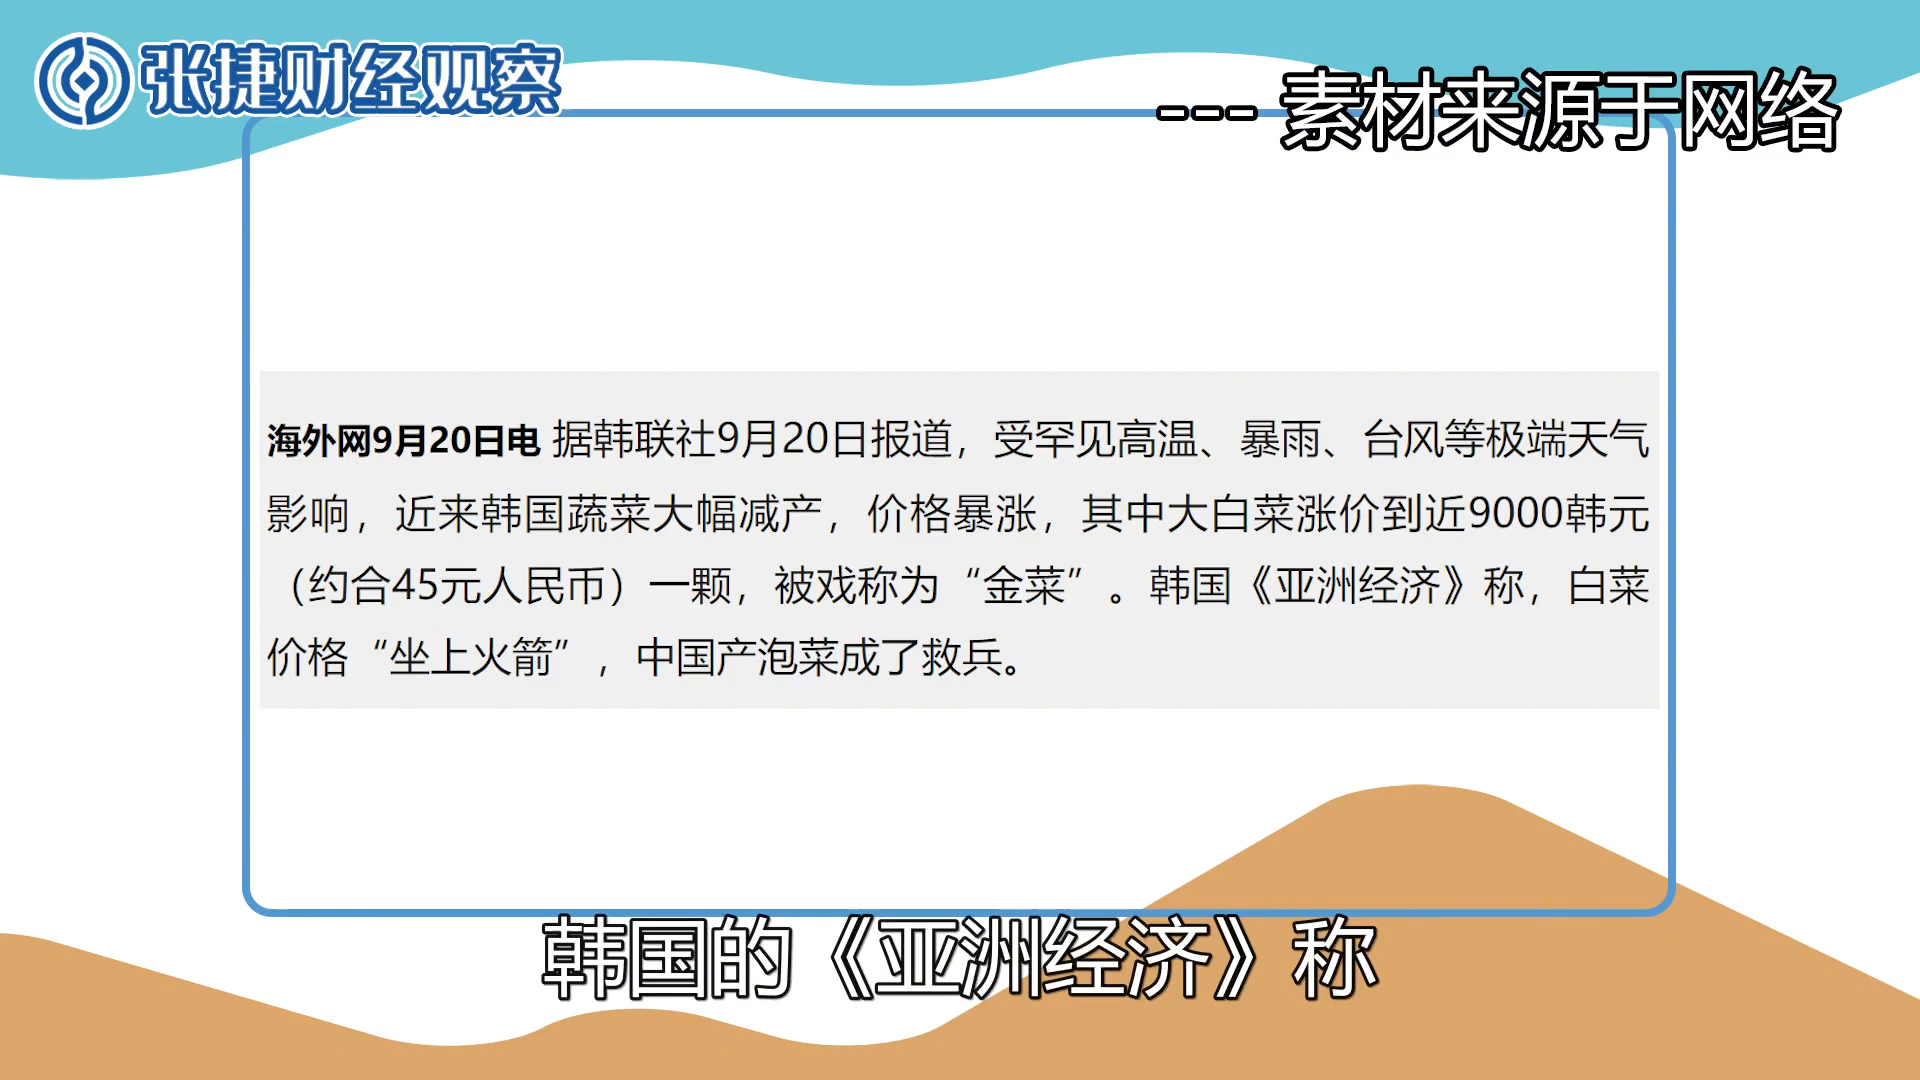 张捷财经观察
--- 素材来源于网络
海外网9月20日电 据韩联社9月20日报道，受罕见高温、暴雨、台风等极端天气
影响，近来韩国蔬菜大幅减产，价格暴涨，其中大白菜涨价到近9000韩元
（约合45元人民币）一颗，被戏称为“金菜”。韩国《亚洲经济》称，白菜
价格“坐上火箭”，中国产泡菜成了救兵。
韩国的《亚洲经济》称